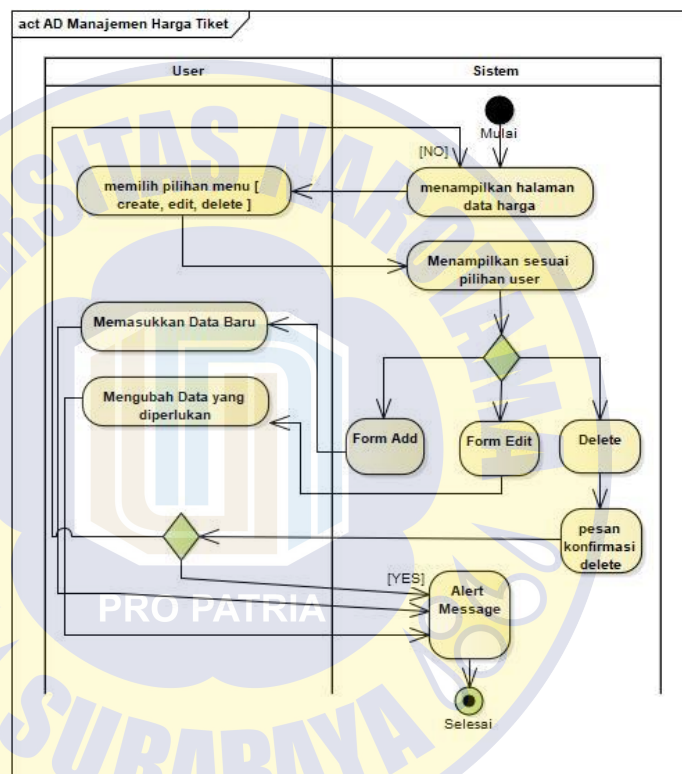 act AD Manajemen Harga Tiket
User
Sistem
Mulai
[NO]
memilih pilihan menu [
create, edit, delete ]
menampilkan halaman
data harga
Menampilkan sesuai
pilihan user
Memasukkan Data Baru
Mengubah Data yang
diperlukan
Form Add
Form Edit
Delete
pesan
konfirmasi
delete
[YES]
Alert
Message
Selesai
UNIVERSITAS NAROTAMA
PRO PATRIA
SURABAYA